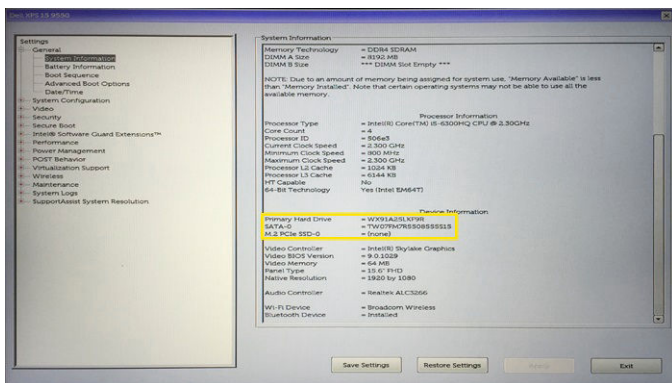 Dell XPS 15 9550
Settings
General
System Information
Battery Information
Boot Sequence
Advanced Boot Options
Date/Time
System Configuration
Video
Security
Secure Boot
Intel® Software Guard Extensions™
Performance
Power Management
POST Behavior
Virtualization Support
Wireless
Maintenance
System Logs
SupportAssist System Resolution
System Information
Memory Technology = DDR4 SDRAM
DIMM A Size = 8192 MB
DIMM B Size = *** DIMM Slot Empty ***
NOTE: Due to an amount of memory being assigned for system use, "Memory Available" is less
than "Memory Installed". Note that certain operating systems may not be able to use all the
available memory.
Processor Information
Processor Type = Intel(R) Core(TM) i5-6300HQ CPU @ 2.30GHz
Core Count = 4
Processor ID = 506e3
Current Clock Speed = 2.300 GHz
Minimum Clock Speed = 800 MHz
Maximum Clock Speed = 2.300 GHz
Processor L2 Cache = 1024 KB
Processor L3 Cache = 6144 KB
HT Capable No
64-Bit Technology Yes (Intel EM64T)
Device Information
Primary Hard Drive = WX91A25LXP9R
SATA-0 = TW07FM7R5508555515
M.2 PCIe SSD-0 = (none)
Video Controller = Intel(R) Skylake Graphics
Video BIOS Version = 9.0.1029
Video Memory = 64 MB
Panel Type = 15.6" FHD
Native Resolution = 1920 by 1080
Audio Controller = Realtek ALC3266
Wi-Fi Device = Broadcom Wireless
Bluetooth Device = Installed
Save Settings
Restore Settings
Apply
Exit